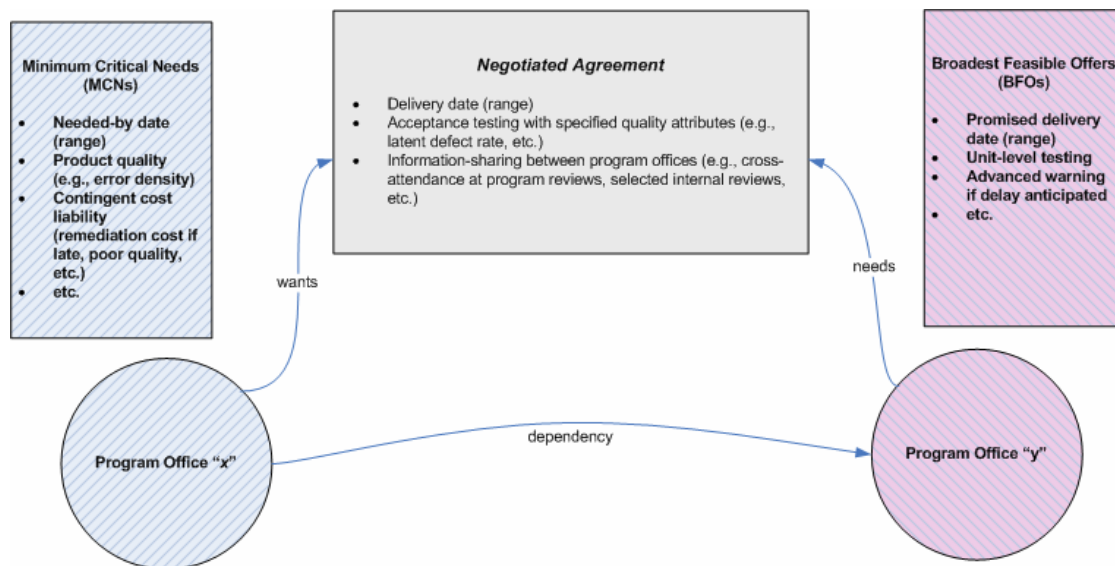 Minimum Critical Needs
(MCNs)
• Needed-by date
(range)
• Product quality
(e.g., error density)
• Contingent cost
liability
(remediation cost if
late, poor quality,
etc.)
• etc.
Negotiated Agreement
• Delivery date (range)
• Acceptance testing with specified quality attributes (e.g.,
latent defect rate, etc.)
• Information-sharing between program offices (e.g., cross-
attendance at program reviews, selected internal reviews,
etc.)
Broadest Feasible Offers
(BFOs)
• Promised delivery
date (range)
• Unit-level testing
• Advanced warning
if delay anticipated
• etc.
wants
needs
dependency
Program Office “x”
Program Office “y”